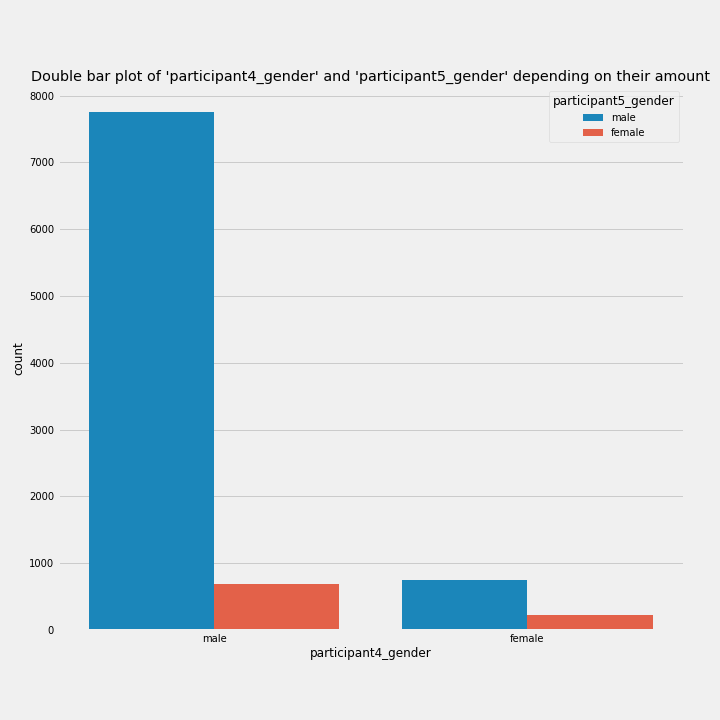 Double bar plot of 'participant4_gender' and 'participant5_gender' depending on their amount
participant5_gender
male
female
8000
7000
6000
5000
4000
3000
2000
1000
0
count
male
female
participant4_gender